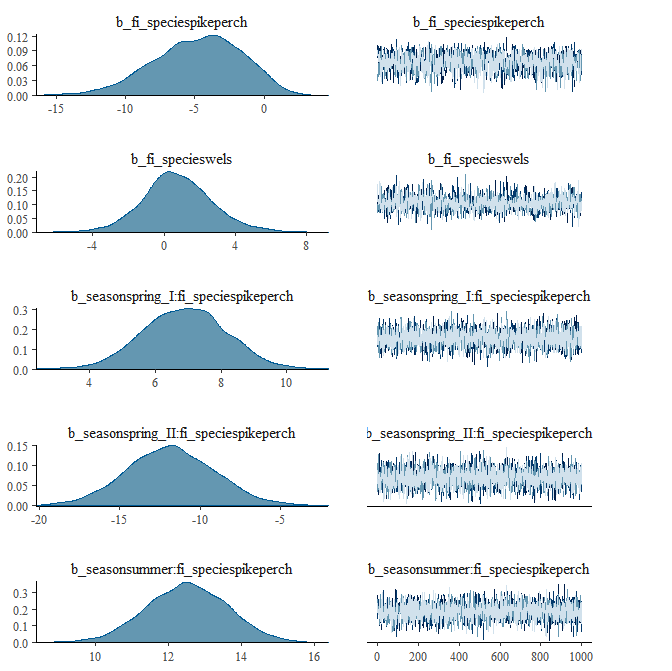 b_fi_speciespikeperch b_fi_speciespikeperch
0.12
0.09
0.06
0.03
0.00
-15 -10 -5 0
b_fi_specieswels b_fi_specieswels
0.20
0.15
0.10
0.05
0.00
-4 0 4 8
b_seasonspring_I:fi_speciespikeperch b_seasonspring_I:fi_speciespikeperch
0.3
0.2
0.1
0.0
4 6 8 10
b_seasonspring_II:fi_speciespikeperch b_seasonspring_II:fi_speciespikeperch
0.15
0.10
0.05
0.00
-20 -15 -10 -5
b_seasonsummer:fi_speciespikeperch b_seasonsummer:fi_speciespikeperch
0.3
0.2
0.1
0.0
10 12 14 16 0 200 400 600 800 1000